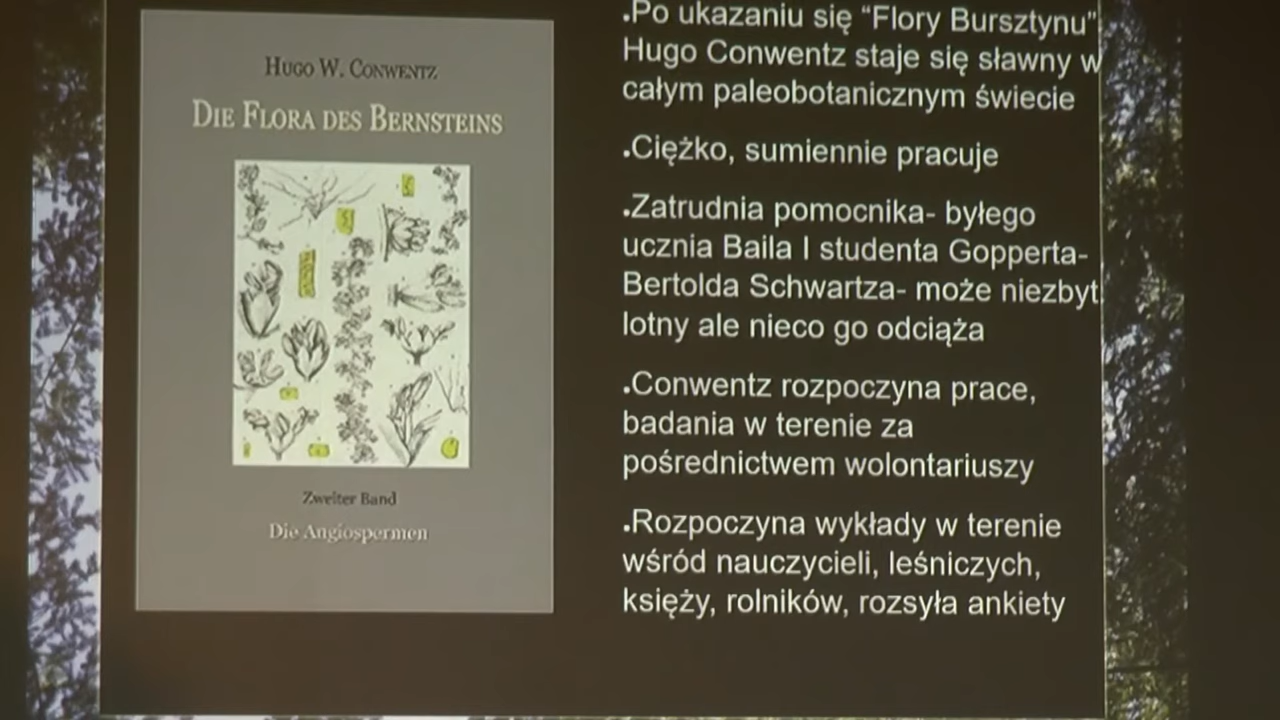 HUGO W. CONWENTZ
DIE FLORA DES BERNSTEINS
Zweiter Band
Die Angiospermen
.Po ukazaniu się “Flory Bursztynu”
Hugo Conwentz staje się sławny w
całym paleobotanicznym świecie
.Ciężko, sumiennie pracuje
.Zatrudnia pomocnika- byłego
ucznia Baila I studenta Gopperta-
Bertolda Schwartza- może niezbyt
lotny ale nieco go odciąża
.Conwentz rozpoczyna prace,
badania w terenie za
pośrednictwem wolontariuszy
.Rozpoczyna wykłady w terenie
wśród nauczycieli, leśniczych,
księży, rolników, rozsyła ankiety